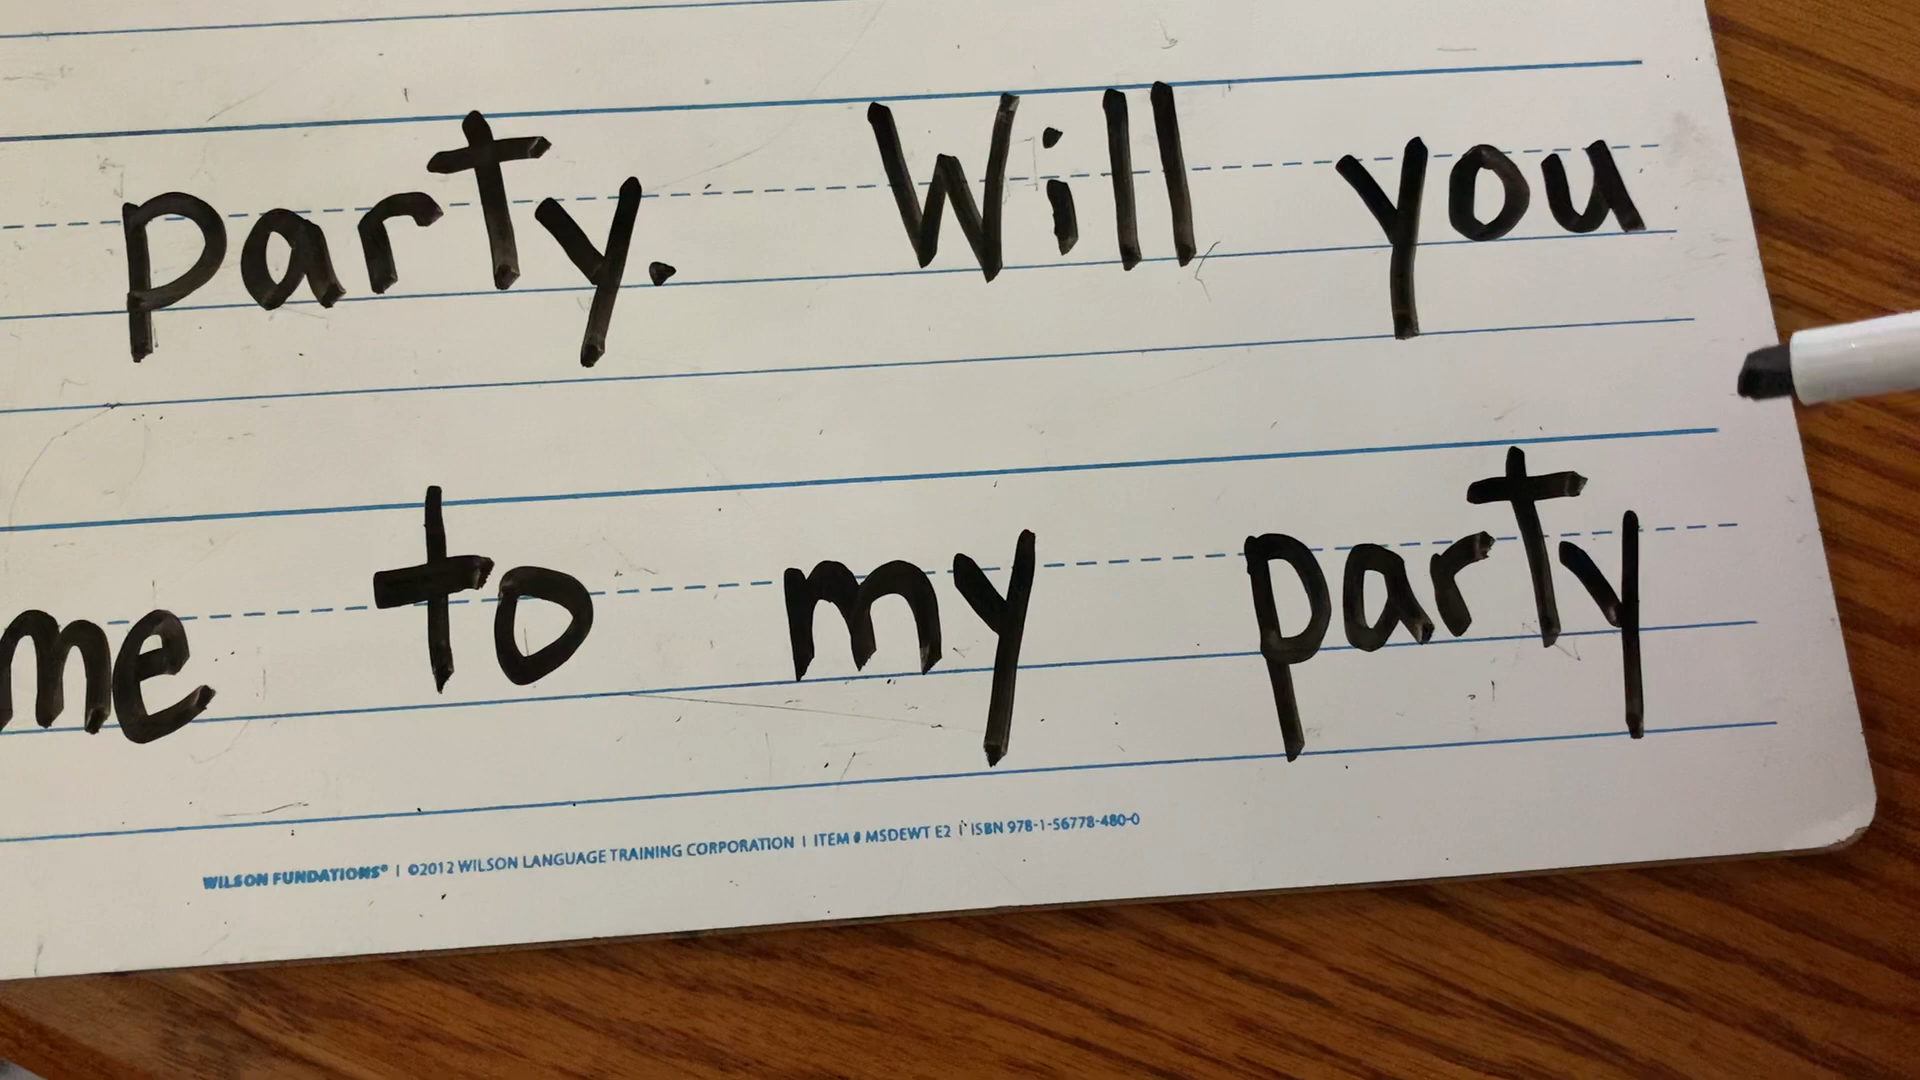 party. Will you
me to my party
WILSON FUNDATIONS® | ©2012 WILSON LANGUAGE TRAINING CORPORATION | ITEM # MSDEWT E2 | ISBN 978-1-56778-480-0